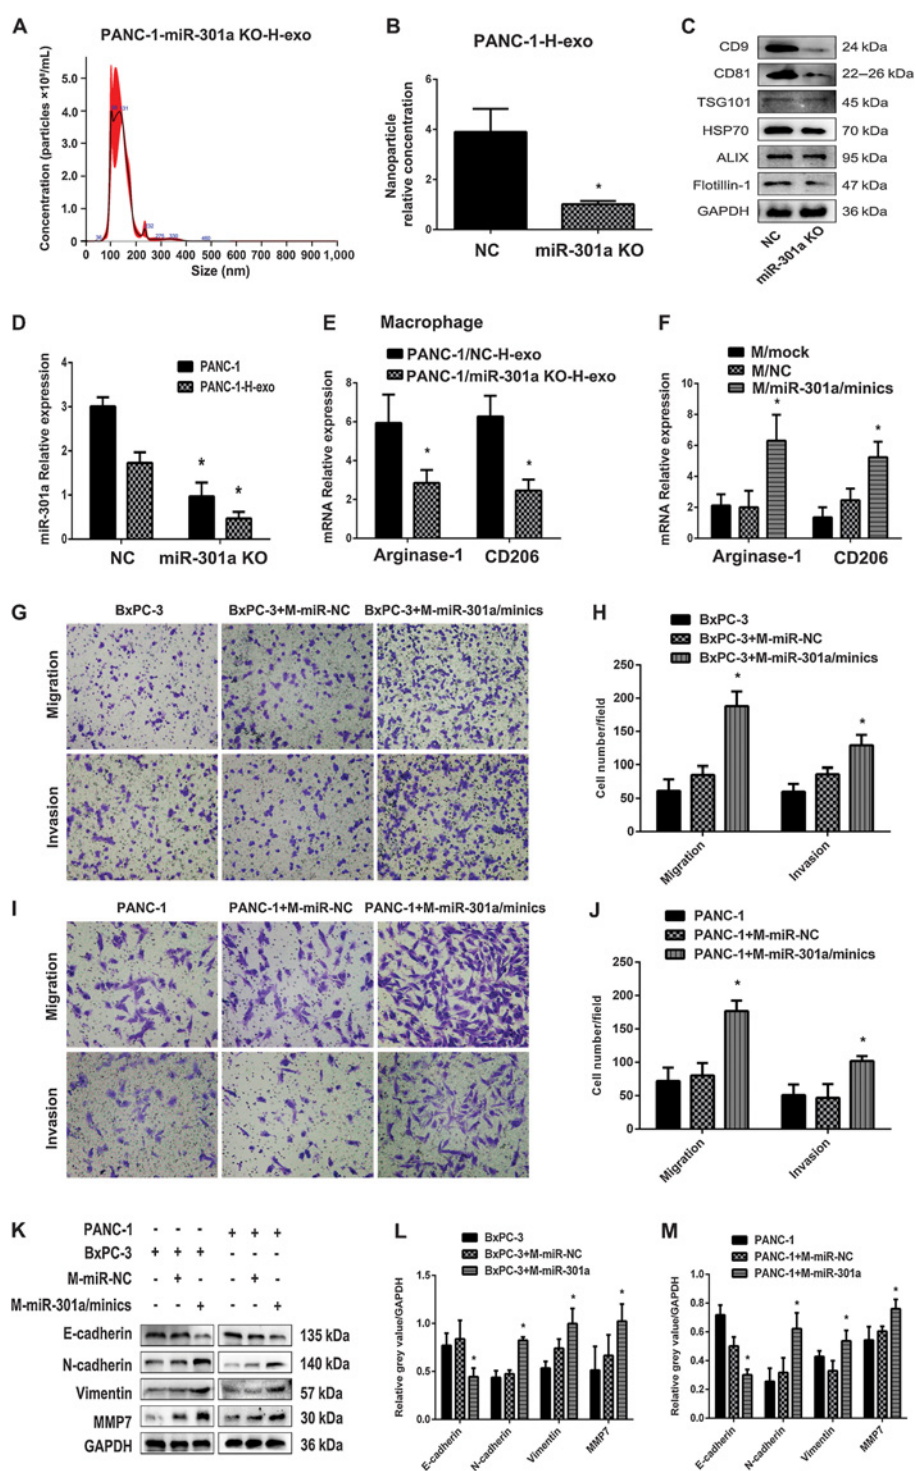 A
PANC-1-miR-301a KO-H-exo
Concentration (particles ×10⁸/mL)
5.0
4.0
3.0
2.0
1.0
0
0 100 200 300 400 500 600 700 800 900 1,000
Size (nm)
B
PANC-1-H-exo
Nanoparticle
relative concentration
6
4
2
0
*
NC miR-301a KO
C
CD9 24 kDa
CD81 22–26 kDa
TSG101 45 kDa
HSP70 70 kDa
ALIX 95 kDa
Flotillin-1 47 kDa
GAPDH 36 kDa
NC
miR-301a KO
D
miR-301a Relative expression
4
3
2
1
0
PANC-1
PANC-1-H-exo
* *
NC miR-301a KO
E Macrophage
PANC-1/NC-H-exo
PANC-1/miR-301a KO-H-exo
mRNA Relative expression
8
6
4
2
0
* *
Arginase-1 CD206
F
M/mock
M/NC
M/miR-301a/minics
mRNA Relative expression
10
8
6
4
2
0
* *
Arginase-1 CD206
G
BxPC-3 BxPC-3+M-miR-NC BxPC-3+M-miR-301a/minics
Migration
Invasion
H
BxPC-3
BxPC-3+M-miR-NC
BxPC-3+M-miR-301a/minics
Cell number/field
250
200
150
100
50
0
* *
Migration Invasion
I
PANC-1 PANC-1+M-miR-NC PANC-1+M-miR-301a/minics
Migration
Invasion
J
PANC-1
PANC-1+M-miR-NC
PANC-1+M-miR-301a/minics
Cell number/field
250
200
150
100
50
0
* *
Migration Invasion
K
PANC-1 - - - + + +
BxPC-3 + + + - - -
M-miR-NC - + - - + -
M-miR-301a/minics - - + - - +
E-cadherin 135 kDa
N-cadherin 140 kDa
Vimentin 57 kDa
MMP7 30 kDa
GAPDH 36 kDa
L
BxPC-3
BxPC-3+M-miR-NC
BxPC-3+M-miR-301a
Relative grey value/GAPDH
1.5
1.0
0.5
0.0
* * * *
E-cadherin N-cadherin Vimentin MMP7
M
PANC-1
PANC-1+M-miR-NC
PANC-1+M-miR-301a
Relative grey value/GAPDH
1.0
0.8
0.6
0.4
0.2
0.0
* * * *
E-cadherin N-cadherin Vimentin MMP7